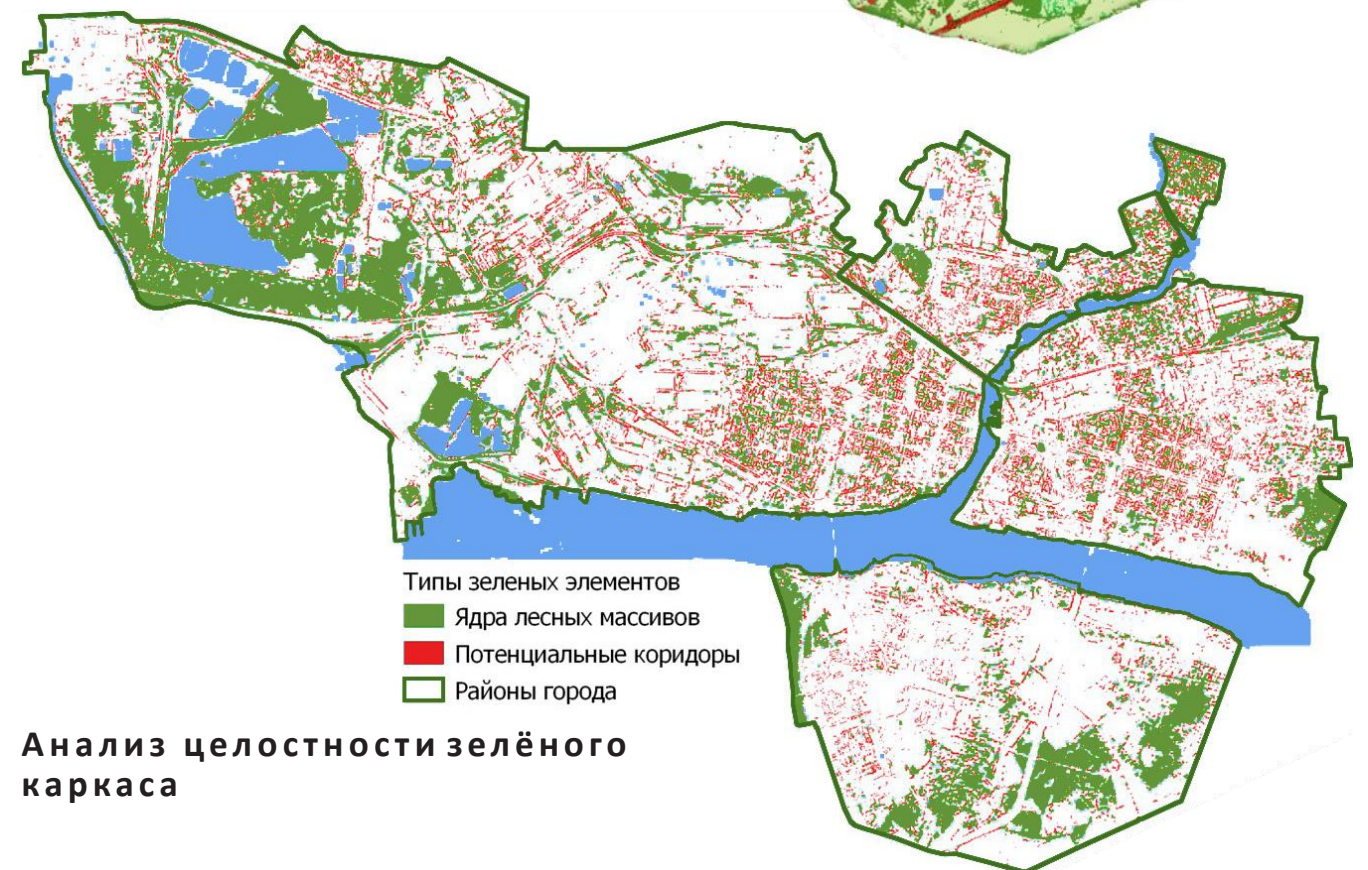 Типы зеленых элементов
Ядра лесных массивов
Потенциальные коридоры
Районы города
Анализ целостности зелёного
каркаса